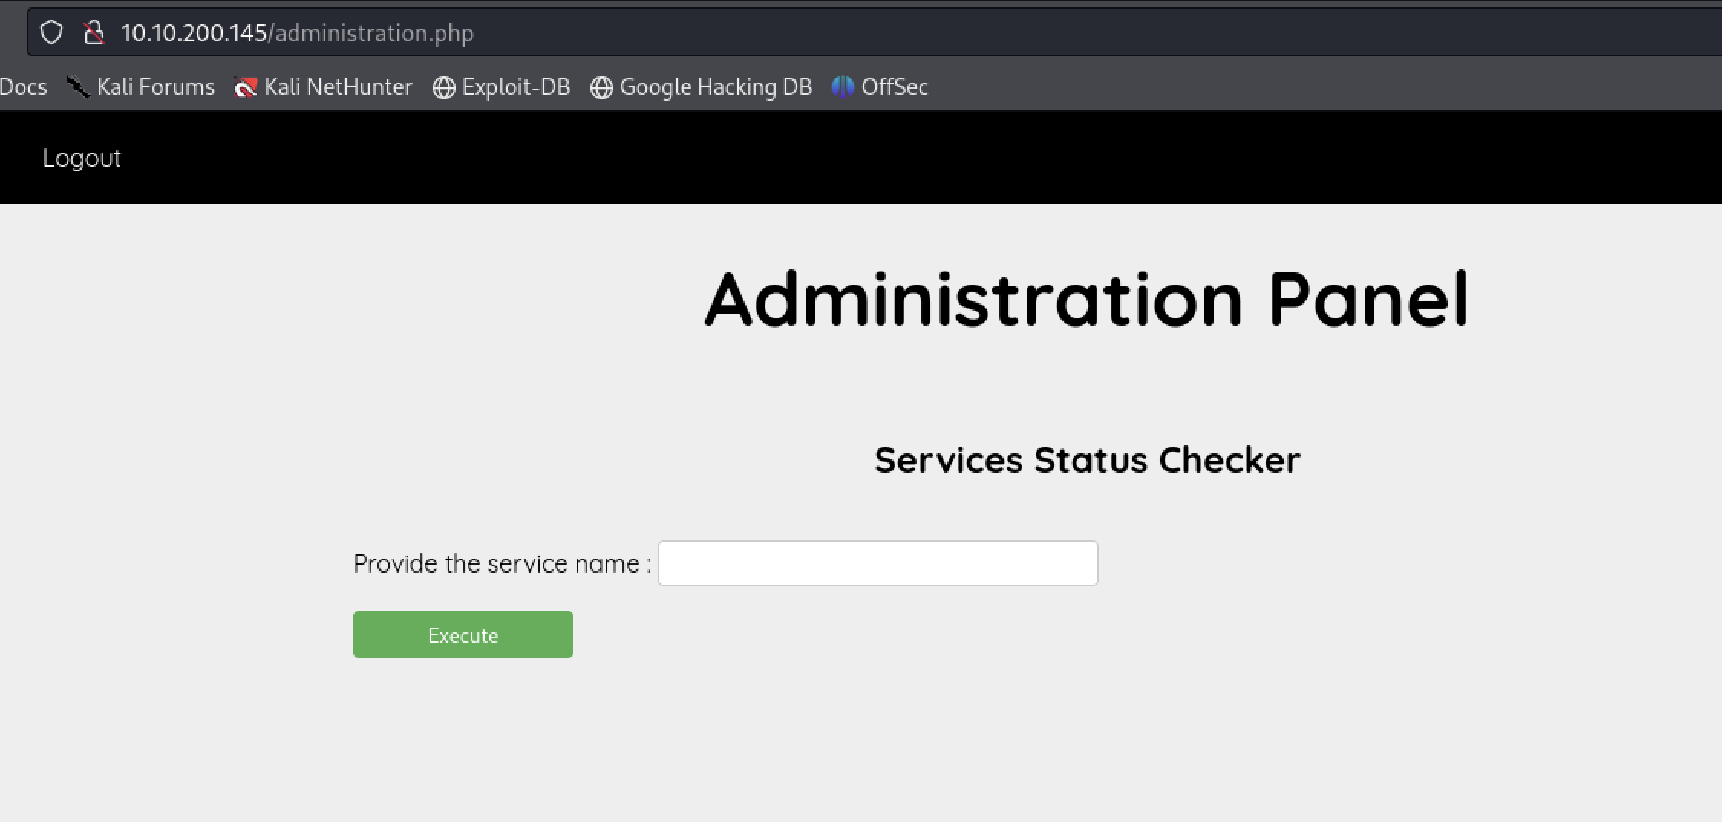 10.10.200.145/administration.php
Docs Kali Forums Kali NetHunter Exploit-DB Google Hacking DB OffSec
Logout
Administration Panel
Services Status Checker
Provide the service name :
Execute